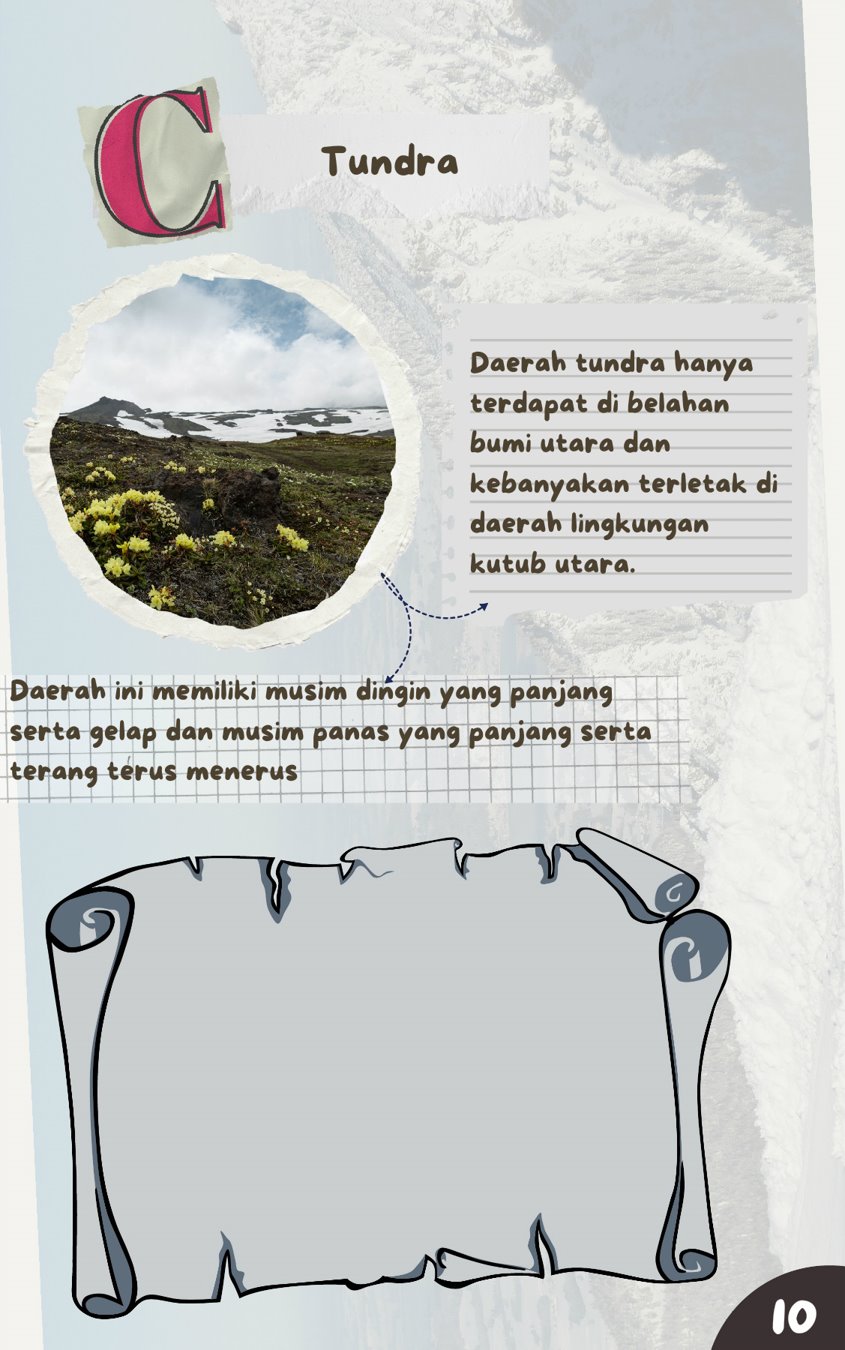 C
Tundra
Daerah tundra hanya
terdapat di belahan
bumi utara dan
kebanyakan terletak di
daerah lingkungan
kutub utara.
Daerah ini memiliki musim dingin yang panjang
serta gelap dan musim panas yang panjang serta
terang terus menerus
10